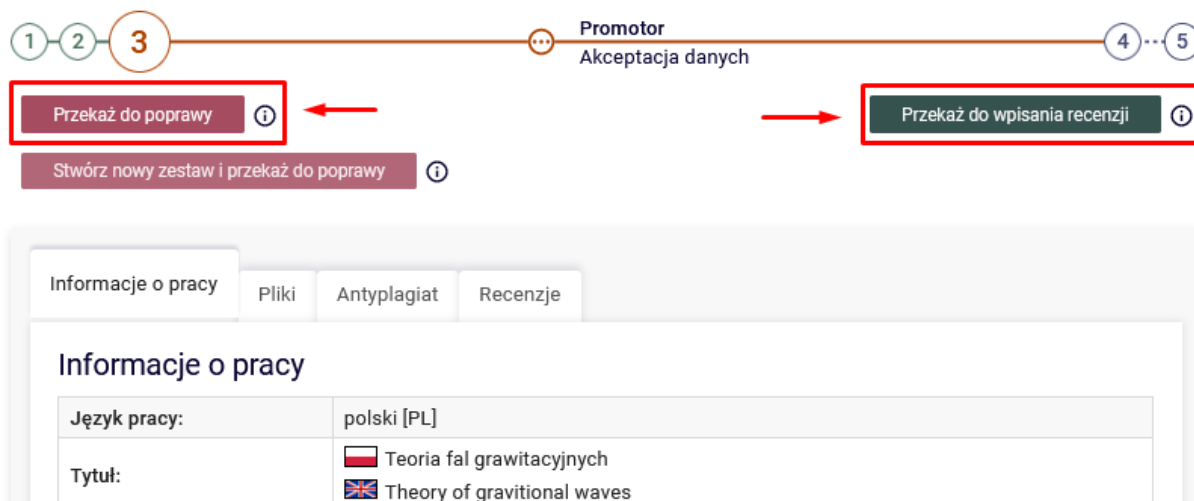 1 2 3 Promotor 4 5
Akceptacja danych
Przekaż do poprawy Przekaż do wpisania recenzji
Stwórz nowy zestaw i przekaż do poprawy
Informacje o pracy Pliki Antyplagiat Recenzje
Informacje o pracy
Język pracy: polski [PL]
Tytuł: Teoria fal grawitacyjnych
Theory of gravitional waves